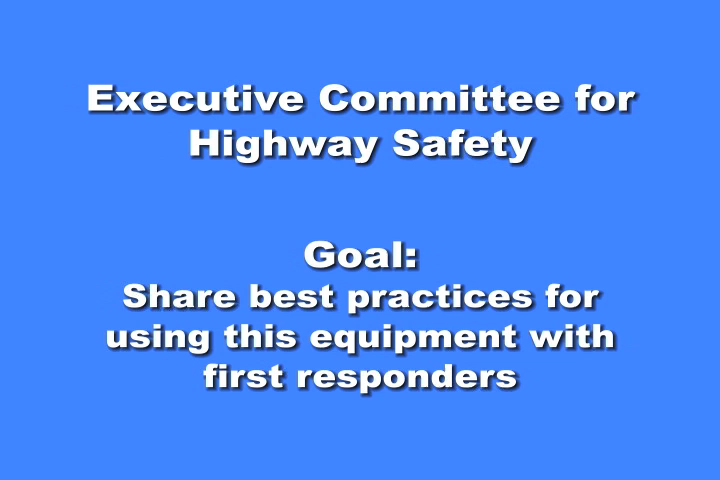 Executive Committee for
Highway Safety
Goal:
Share best practices for
using this equipment with
first responders